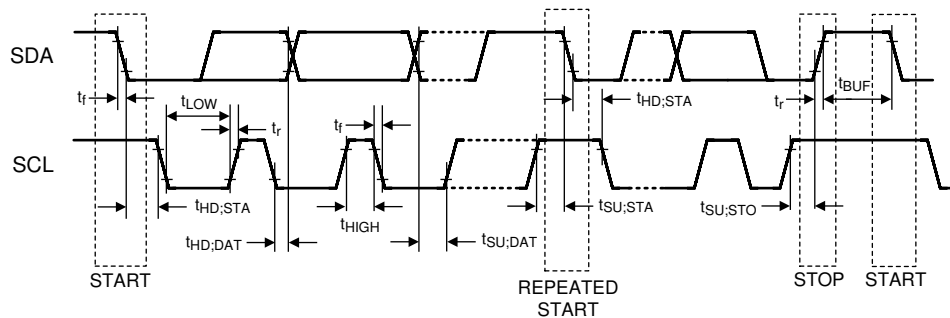 SDA
t_f
t_LOW
t_r
t_f
t_HD;STA
t_r
t_BUF
SCL
t_HD;STA
t_HD;DAT
t_HIGH
t_SU;DAT
t_SU;STA
t_SU;STO
START
REPEATED
START
STOP
START